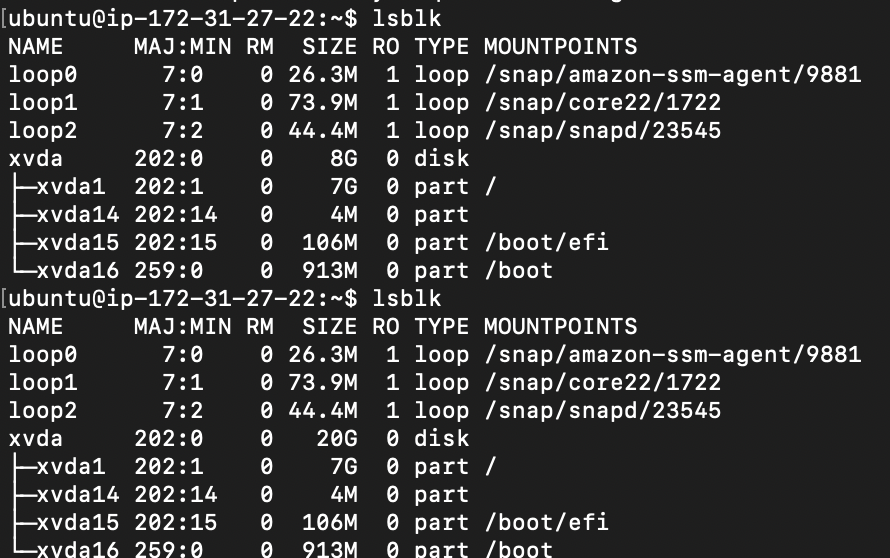 [ubuntu@ip-172-31-27-22:~$ lsblk
NAME     MAJ:MIN RM  SIZE RO TYPE MOUNTPOINTS
loop0      7:0    0 26.3M  1 loop /snap/amazon-ssm-agent/9881
loop1      7:1    0 73.9M  1 loop /snap/core22/1722
loop2      7:2    0 44.4M  1 loop /snap/snapd/23545
xvda     202:0    0    8G  0 disk
├─xvda1  202:1    0    7G  0 part /
├─xvda14 202:14   0    4M  0 part
├─xvda15 202:15   0  106M  0 part /boot/efi
└─xvda16 259:0    0  913M  0 part /boot
[ubuntu@ip-172-31-27-22:~$ lsblk
NAME     MAJ:MIN RM  SIZE RO TYPE MOUNTPOINTS
loop0      7:0    0 26.3M  1 loop /snap/amazon-ssm-agent/9881
loop1      7:1    0 73.9M  1 loop /snap/core22/1722
loop2      7:2    0 44.4M  1 loop /snap/snapd/23545
xvda     202:0    0   20G  0 disk
├─xvda1  202:1    0    7G  0 part /
├─xvda14 202:14   0    4M  0 part
├─xvda15 202:15   0  106M  0 part /boot/efi
└─xvda16 259:0    0  913M  0 part /boot